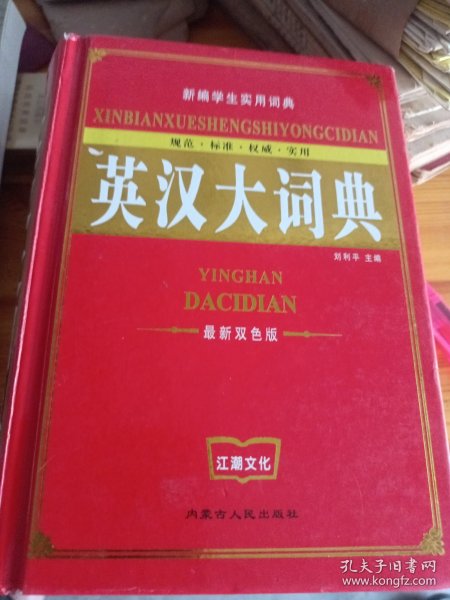 新编学生实用词典
XINBIANXUESHENGSHIYONGCIDIAN
规范·标准·权威·实用
英汉大词典
刘利平 主编
YINGHAN
DACIDIAN
最新双色版
江潮文化
内蒙古人民出版社
孔夫子旧书网
www.kongfz.com